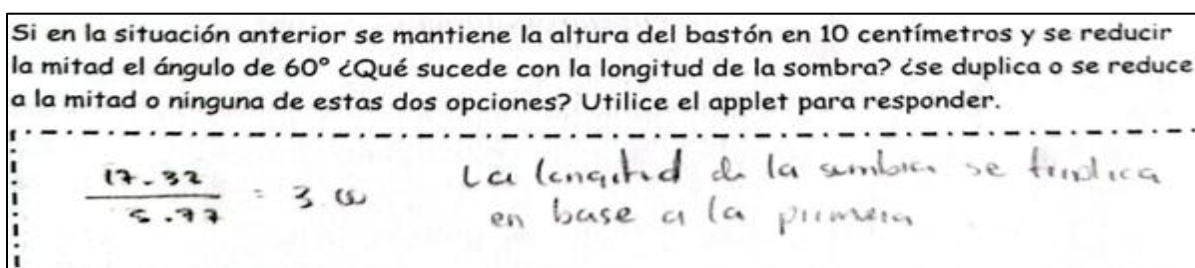 Si en la situación anterior se mantiene la altura del bastón en 10 centímetros y se reducir
la mitad el ángulo de 60° ¿Qué sucede con la longitud de la sombra? ¿se duplica o se reduce
a la mitad o ninguna de estas dos opciones? Utilice el applet para responder.
17.32 / 5.77 = 3.00 La longitud de la sombra se triplica
en base a la primera